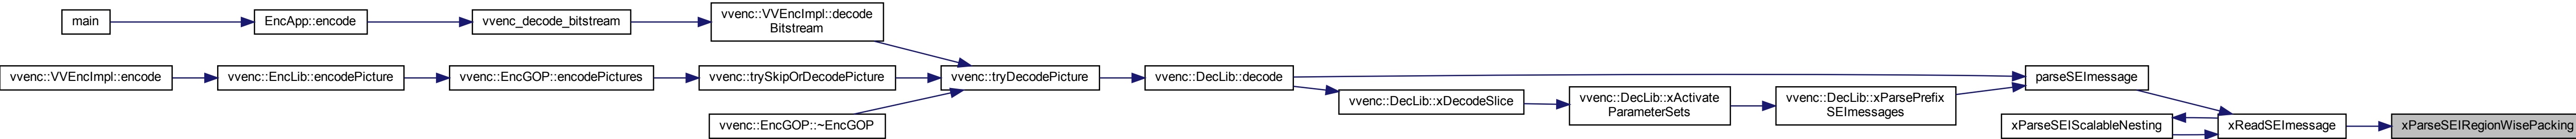 main
EncApp::encode
vvenc_decode_bitstream
vvenc::VVEncImpl::decode
Bitstream
vvenc::VVEncImpl::encode
vvenc::EncLib::encodePicture
vvenc::EncGOP::encodePictures
vvenc::trySkipOrDecodePicture
vvenc::EncGOP::~EncGOP
vvenc::tryDecodePicture
vvenc::DecLib::decode
vvenc::DecLib::xDecodeSlice
vvenc::DecLib::xActivate
ParameterSets
vvenc::DecLib::xParsePrefix
SEImessages
parseSEImessage
xParseSEIScalableNesting
xReadSEImessage
xParseSEIRegionWisePacking